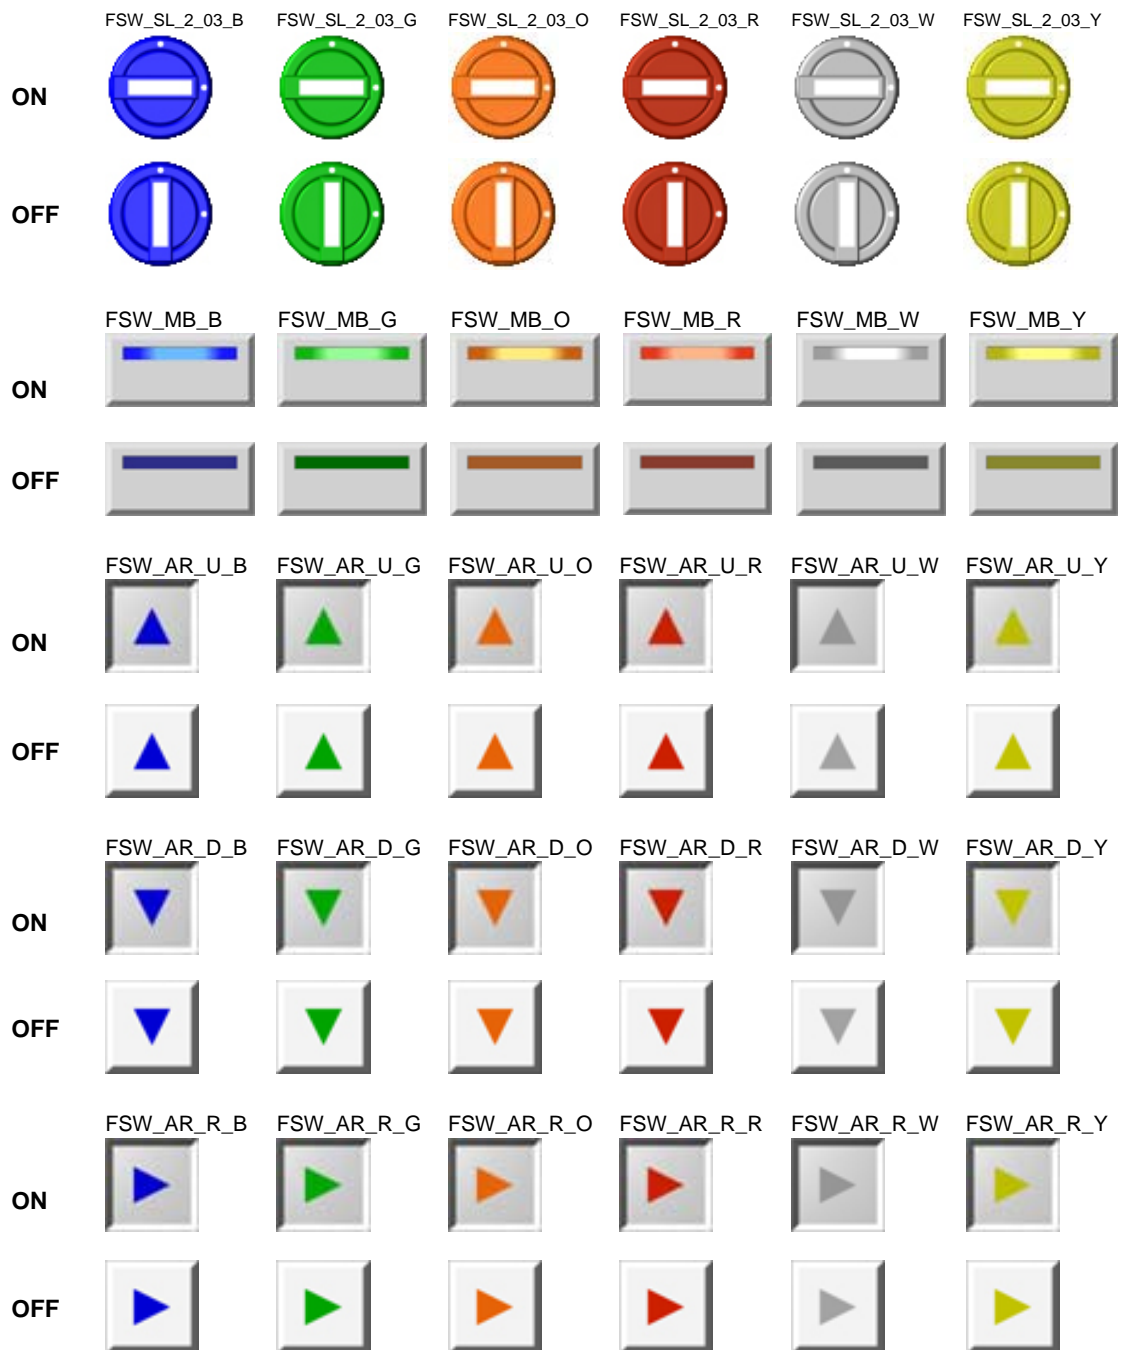 FSW_SL_2_03_B FSW_SL_2_03_G FSW_SL_2_03_O FSW_SL_2_03_R FSW_SL_2_03_W FSW_SL_2_03_Y
ON
OFF
FSW_MB_B FSW_MB_G FSW_MB_O FSW_MB_R FSW_MB_W FSW_MB_Y
ON
OFF
FSW_AR_U_B FSW_AR_U_G FSW_AR_U_O FSW_AR_U_R FSW_AR_U_W FSW_AR_U_Y
ON
OFF
FSW_AR_D_B FSW_AR_D_G FSW_AR_D_O FSW_AR_D_R FSW_AR_D_W FSW_AR_D_Y
ON
OFF
FSW_AR_R_B FSW_AR_R_G FSW_AR_R_O FSW_AR_R_R FSW_AR_R_W FSW_AR_R_Y
ON
OFF